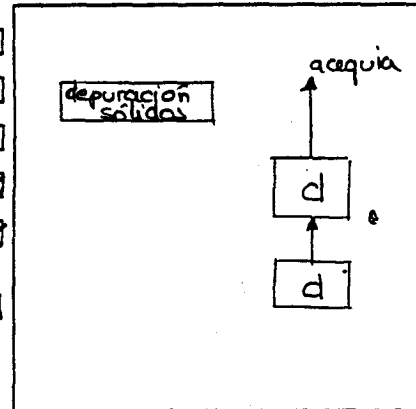 acequia
depuración
sólidos
d
d